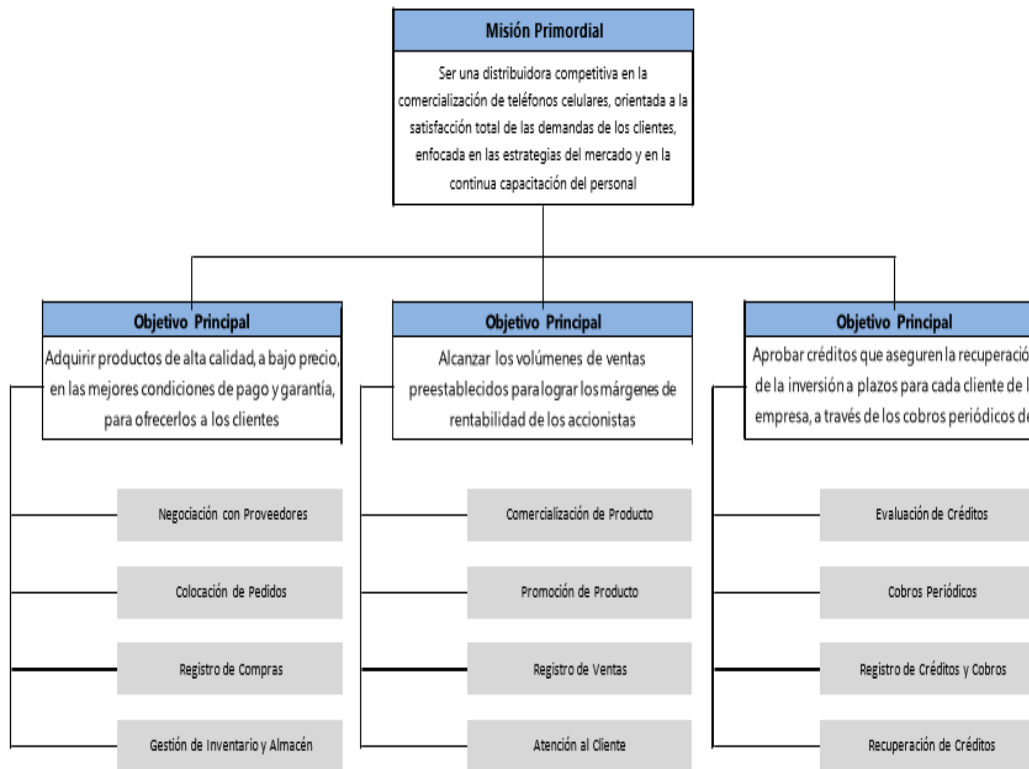 Misión Primordial
Ser una distribuidora competitiva en la
comercialización de teléfonos celulares, orientada a la
satisfacción total de las demandas de los clientes,
enfocada en las estrategias del mercado y en la
continua capacitación del personal
Objetivo Principal
Adquirir productos de alta calidad, a bajo precio,
en las mejores condiciones de pago y garantía,
para ofrecerlos a los clientes
Negociación con Proveedores
Colocación de Pedidos
Registro de Compras
Gestión de Inventario y Almacén
Objetivo Principal
Alcanzar los volúmenes de ventas
preestablecidos para lograr los márgenes de
rentabilidad de los accionistas
Comercialización de Producto
Promoción de Producto
Registro de Ventas
Atención al Cliente
Objetivo Principal
Aprobar créditos que aseguren la recuperació
de la inversión a plazos para cada cliente de l
empresa, a través de los cobros periódicos de
Evaluación de Créditos
Cobros Periódicos
Registro de Créditos y Cobros
Recuperación de Créditos